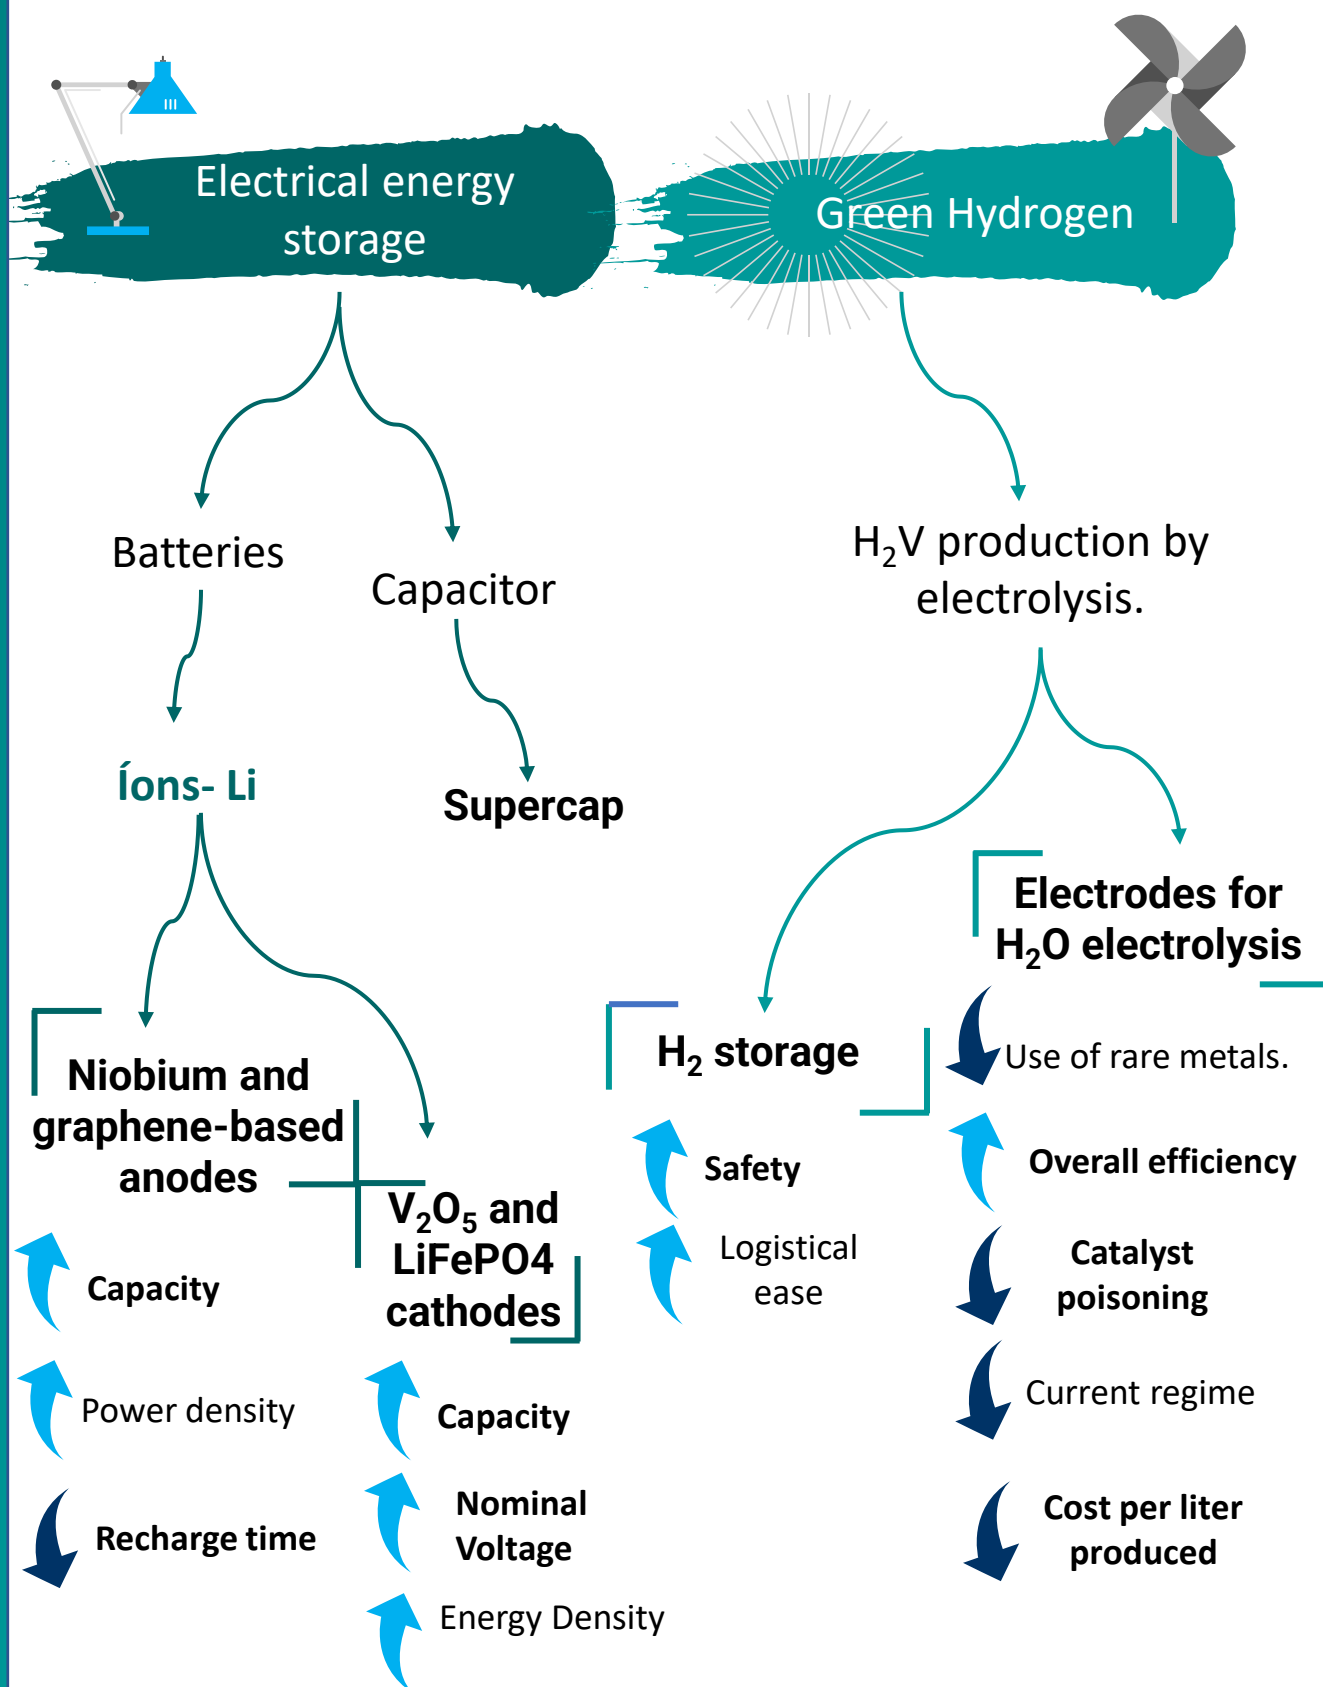 Electrical energy
storage
Green Hydrogen
Batteries
Capacitor
Íons- Li
Supercap
Niobium and
graphene-based
anodes
Capacity
Power density
Recharge time
V₂O₅ and
LiFePO4
cathodes
Capacity
Nominal
Voltage
Energy Density
H₂V production by
electrolysis.
H₂ storage
Safety
Logistical
ease
Electrodes for
H₂O electrolysis
Use of rare metals.
Overall efficiency
Catalyst
poisoning
Current regime
Cost per liter
produced